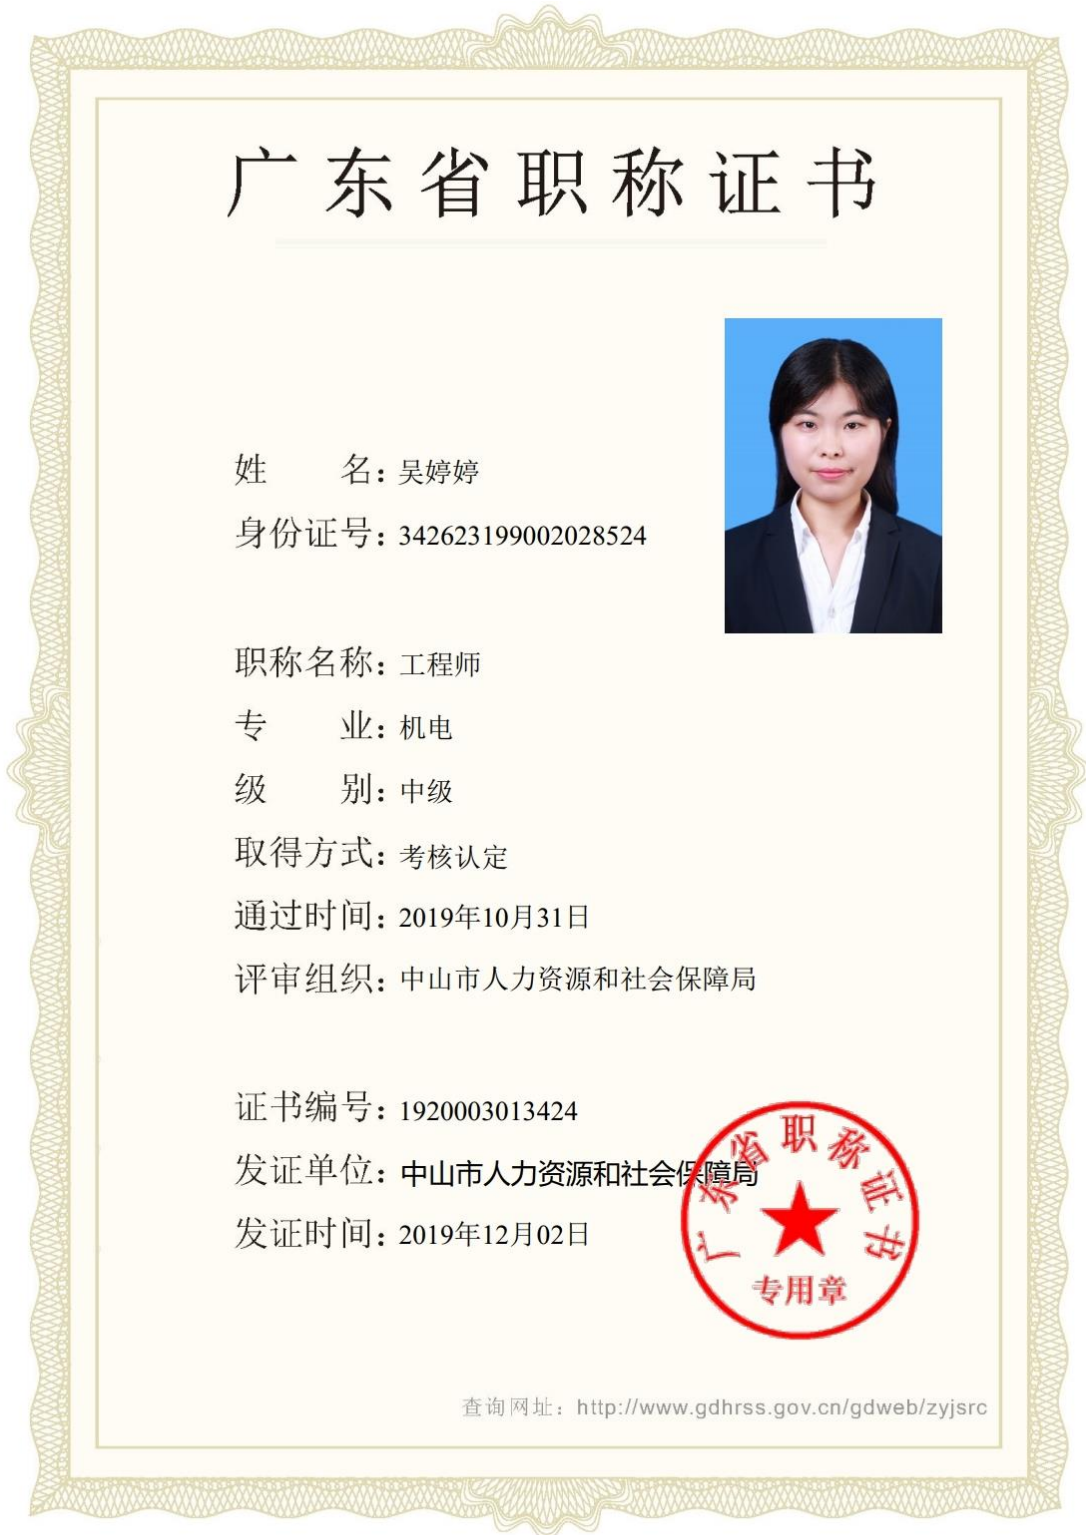 广东省职称证书
姓名：吴婷婷
身份证号：342623199002028524
职称名称：工程师
专业：机电
级别：中级
取得方式：考核认定
通过时间：2019年10月31日
评审组织：中山市人力资源和社会保障局
证书编号：1920003013424
发证单位：中山市人力资源和社会保障局
发证时间：2019年12月02日
广东省职称证书
专用章
查询网址：http://www.gdhrss.gov.cn/gdweb/zyjsrc